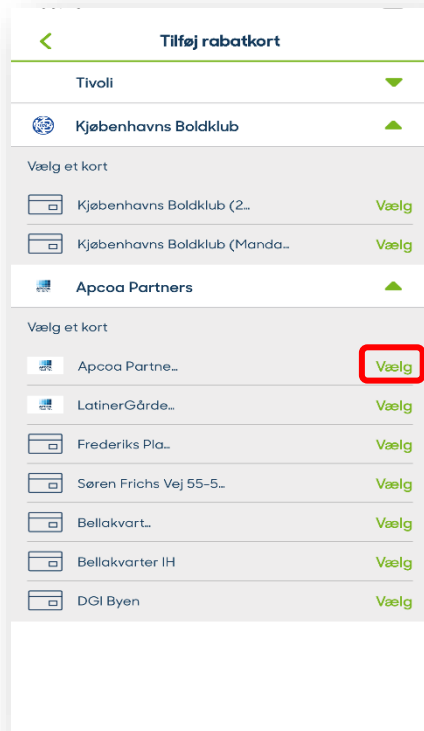 Tilføj rabatkort
Tivoli
Kjøbenhavns Boldklub
Vælg et kort
Kjøbenhavns Boldklub (2… Vælg
Kjøbenhavns Boldklub (Manda… Vælg
Apcoa Partners
Vælg et kort
Apcoa Partne… Vælg
LatinerGårde… Vælg
Frederiks Pla… Vælg
Søren Frichs Vej 55-5… Vælg
Bellakvart… Vælg
Bellakvarter IH Vælg
DGI Byen Vælg